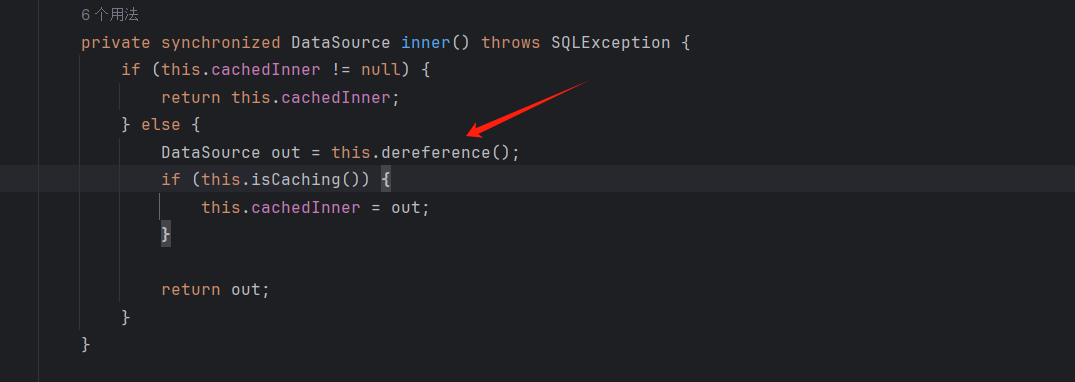 6 个用法
private synchronized DataSource inner() throws SQLException {
if (this.cachedInner != null) {
return this.cachedInner;
} else {
DataSource out = this.dereference();
if (this.isCaching()) {
this.cachedInner = out;
}
return out;
}
}